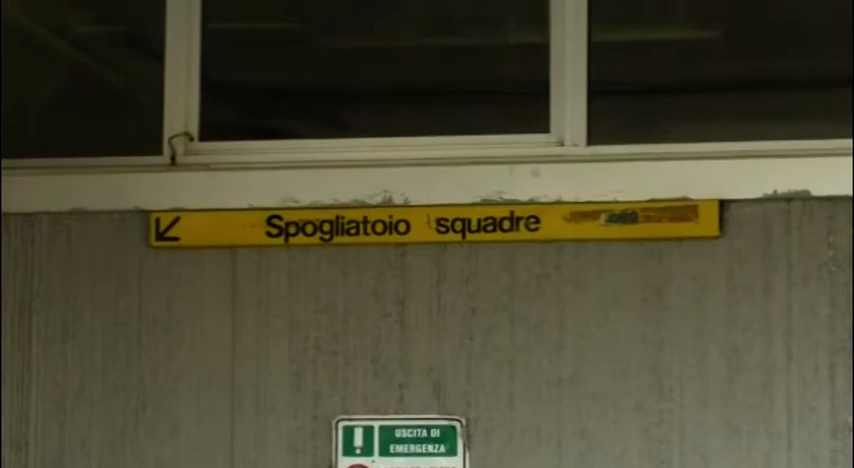 ↙ Spogliatoio squadre
! USCITA DI
EMERGENZA